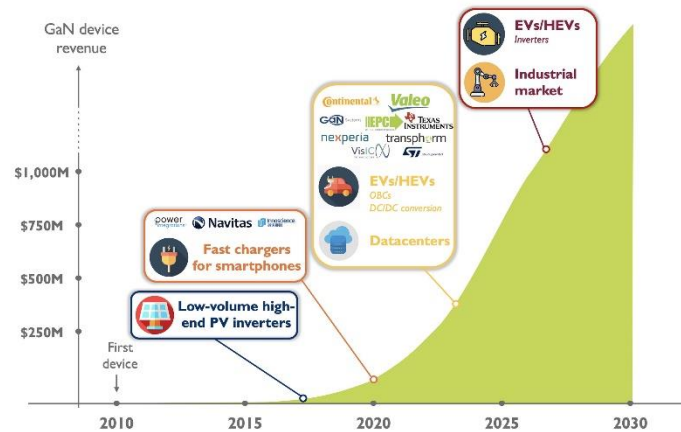 GaN device
revenue
$1,000M
$750M
$500M
$250M
First
device
2010
2015
2020
2025
2030
Low-volume high-
end PV inverters
power
integrations
Navitas
Fast chargers
for smartphones
Continental
Valeo
GaN Systems
EPC
TEXAS
INSTRUMENTS
nexperia
transphorm
VisIC
ST
EVs/HEVs
OBCs
DC/DC conversion
Datacenters
EVs/HEVs
Inverters
Industrial
market